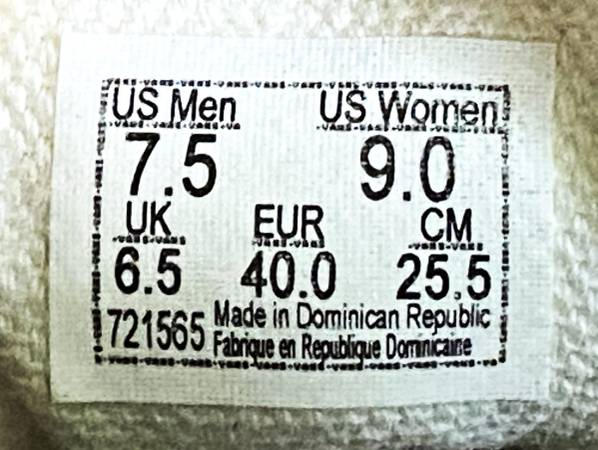 US Men US Women
7.5 9.0
UK EUR CM
6.5 40.0 25.5
721565 Made in Dominican Republic
Fabrique en Republique Dominicaine